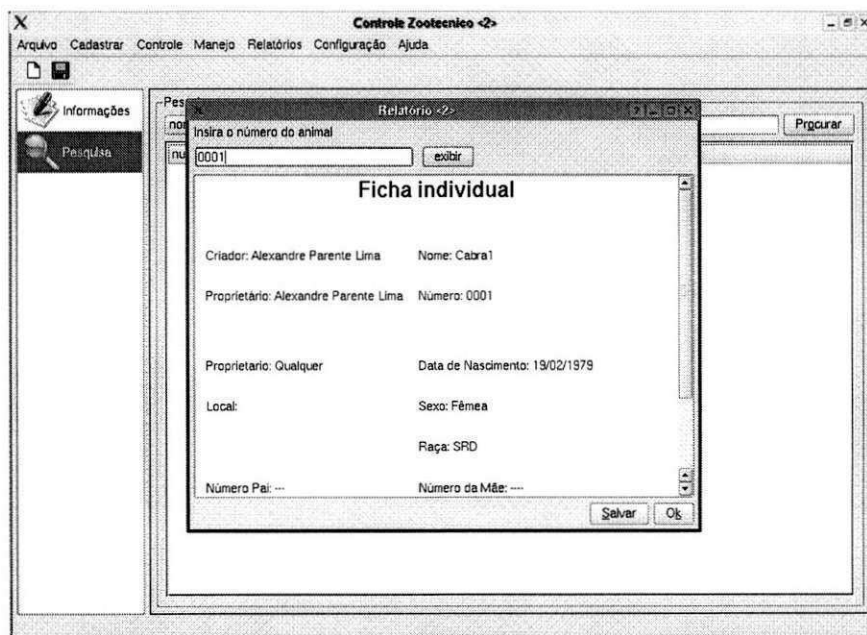 Controle Zootecnico <2>
Arquivo Cadastrar Controle Manejo Relatórios Configuração Ajuda
Informações
Pesquisa
Procurar
Relatório <2>
Insira o número do animal
0001
exibir
Ficha individual
Criador: Alexandre Parente Lima Nome: Cabra1
Proprietário: Alexandre Parente Lima Número: 0001
Proprietario: Qualquer Data de Nascimento: 19/02/1979
Local: Sexo: Fêmea
Raça: SRD
Número Pai: --- Número da Mãe: ----
Salvar Ok